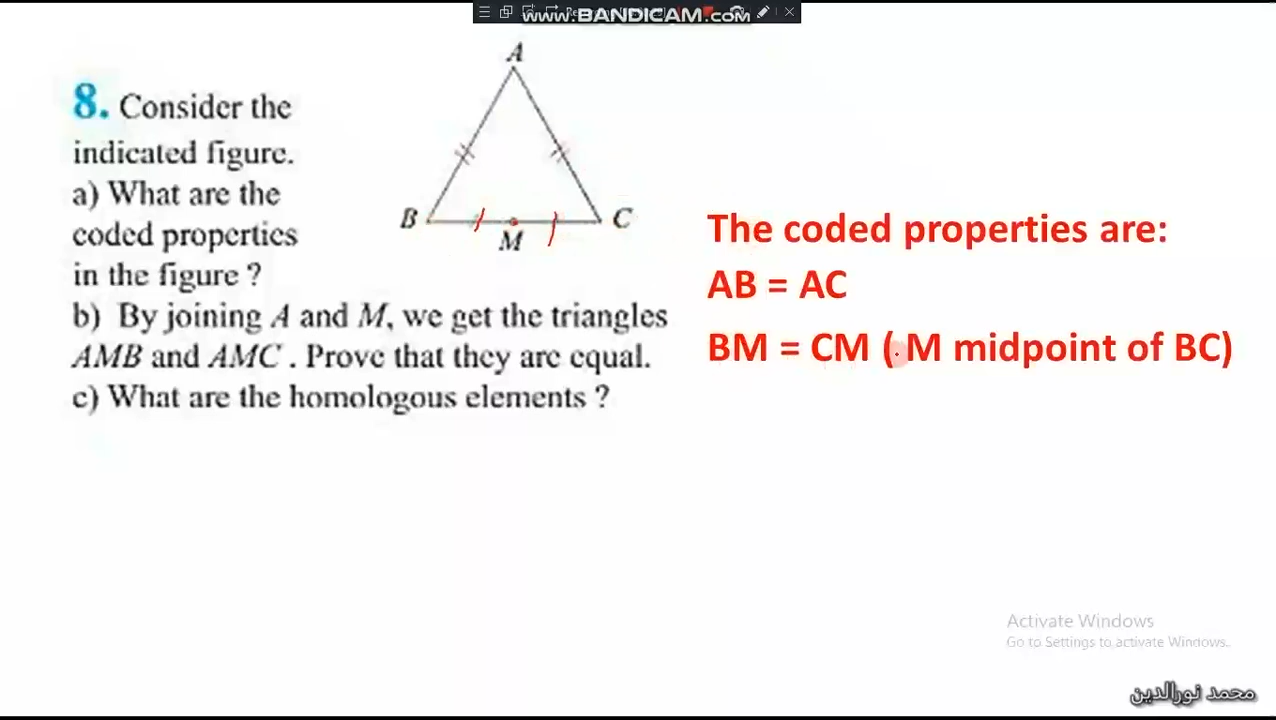 www.BANDICAM.com
A
8. Consider the
indicated figure.
a) What are the
coded properties
in the figure ?
B
C
M
b) By joining A and M, we get the triangles
AMB and AMC . Prove that they are equal.
c) What are the homologous elements ?
The coded properties are:
AB = AC
BM = CM ( M midpoint of BC)
Activate Windows
Go to Settings to activate Windows.
محمد نورالدين